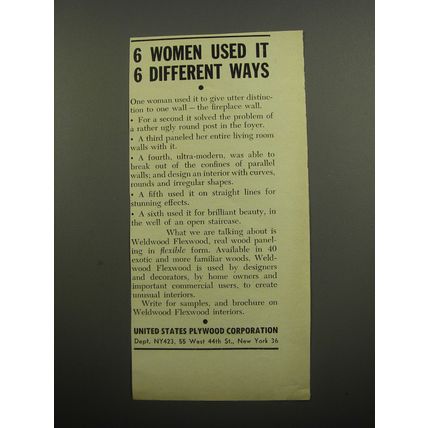 6 WOMEN USED IT
6 DIFFERENT WAYS
•
One woman used it to give utter distinc-
tion to one wall — the fireplace wall.
• For a second it solved the problem of
a rather ugly round post in the foyer.
• A third paneled her entire living room
walls with it.
• A fourth, ultra-modern, was able to
break out of the confines of parallel
walls; and design an interior with curves,
rounds and irregular shapes.
• A fifth used it on straight lines for
stunning effects.
• A sixth used it for brilliant beauty, in
the well of an open staircase.
What we are talking about is
Weldwood Flexwood, real wood panel-
ing in flexible form. Available in 40
exotic and more familiar woods. Weld-
wood Flexwood is used by designers
and decorators, by home owners and
important commercial users, to create
unusual interiors.
Write for samples, and brochure on
Weldwood Flexwood interiors.
•
UNITED STATES PLYWOOD CORPORATION
Dept. NY423, 55 West 44th St., New York 36